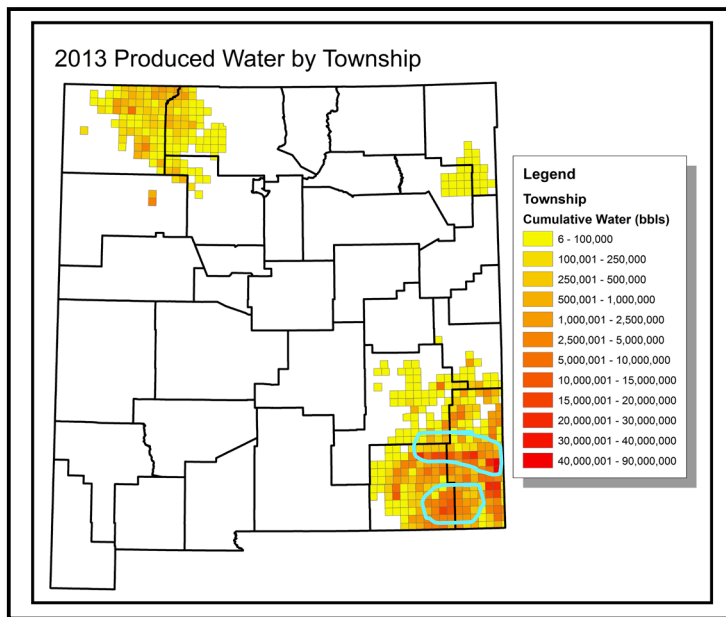 2013 Produced Water by Township
Legend
Township
Cumulative Water (bbls)
6 - 100,000
100,001 - 250,000
250,001 - 500,000
500,001 - 1,000,000
1,000,001 - 2,500,000
2,500,001 - 5,000,000
5,000,001 - 10,000,000
10,000,001 - 15,000,000
15,000,001 - 20,000,000
20,000,001 - 30,000,000
30,000,001 - 40,000,000
40,000,001 - 90,000,000